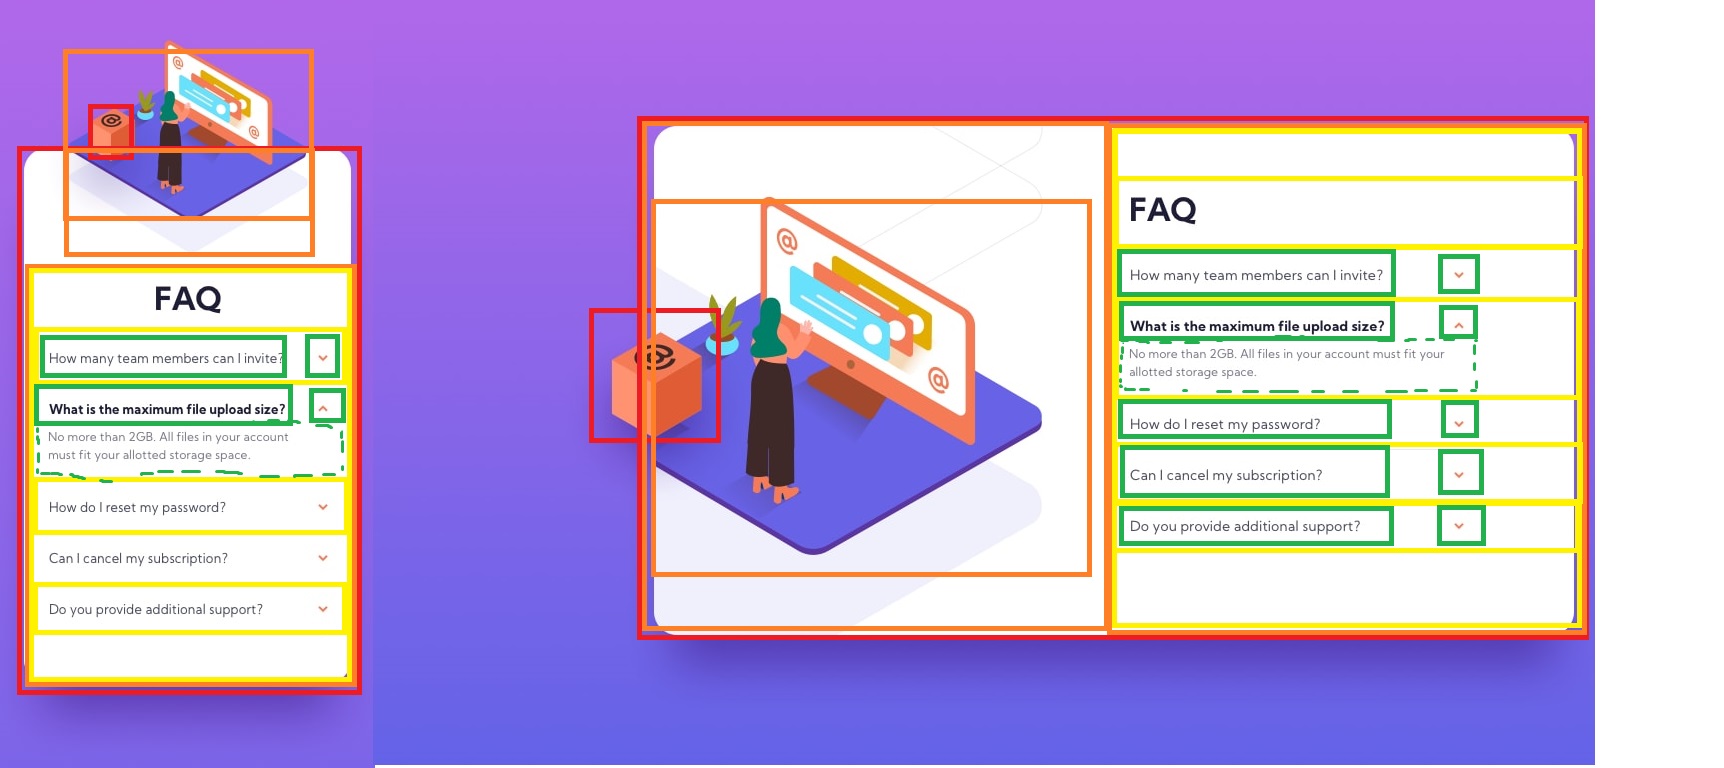 @
@
@
FAQ
How many team members can I invite?
What is the maximum file upload size?
No more than 2GB. All files in your account
must fit your allotted storage space.
How do I reset my password?
Can I cancel my subscription?
Do you provide additional support?
@
@
@
FAQ
How many team members can I invite?
What is the maximum file upload size?
No more than 2GB. All files in your account must fit your
allotted storage space.
How do I reset my password?
Can I cancel my subscription?
Do you provide additional support?